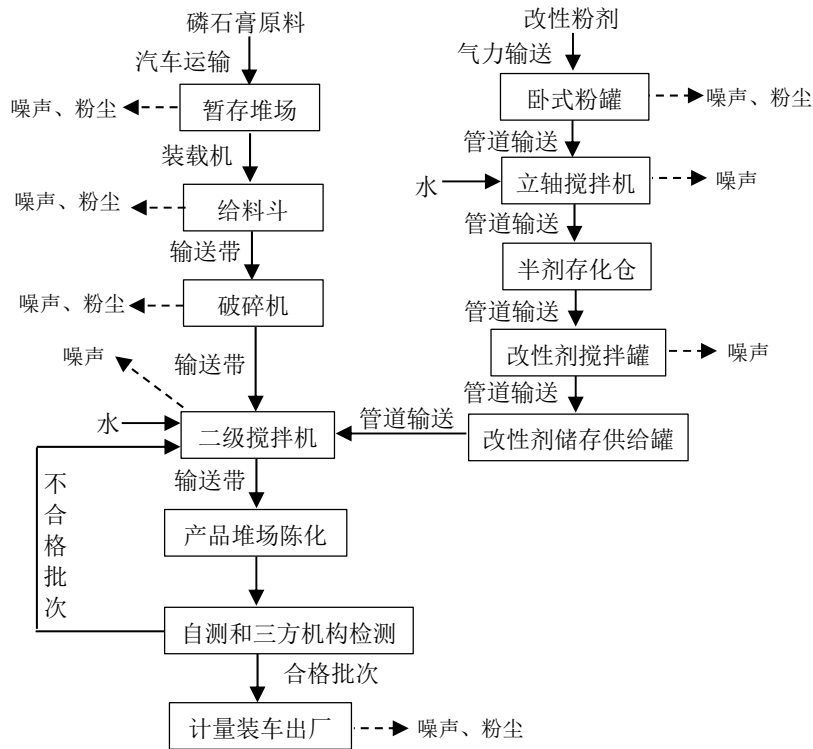 磷石膏原料
汽车运输
噪声、粉尘
暂存堆场
装载机
噪声、粉尘
给料斗
输送带
噪声、粉尘
破碎机
输送带
噪声
水
二级搅拌机
输送带
产品堆场陈化
不合格批次
自测和三方机构检测
合格批次
计量装车出厂
噪声、粉尘
改性粉剂
气力输送
卧式粉罐
噪声、粉尘
管道输送
水
立轴搅拌机
噪声
管道输送
半剂存化仓
管道输送
改性剂搅拌罐
噪声
管道输送
改性剂储存供给罐
管道输送